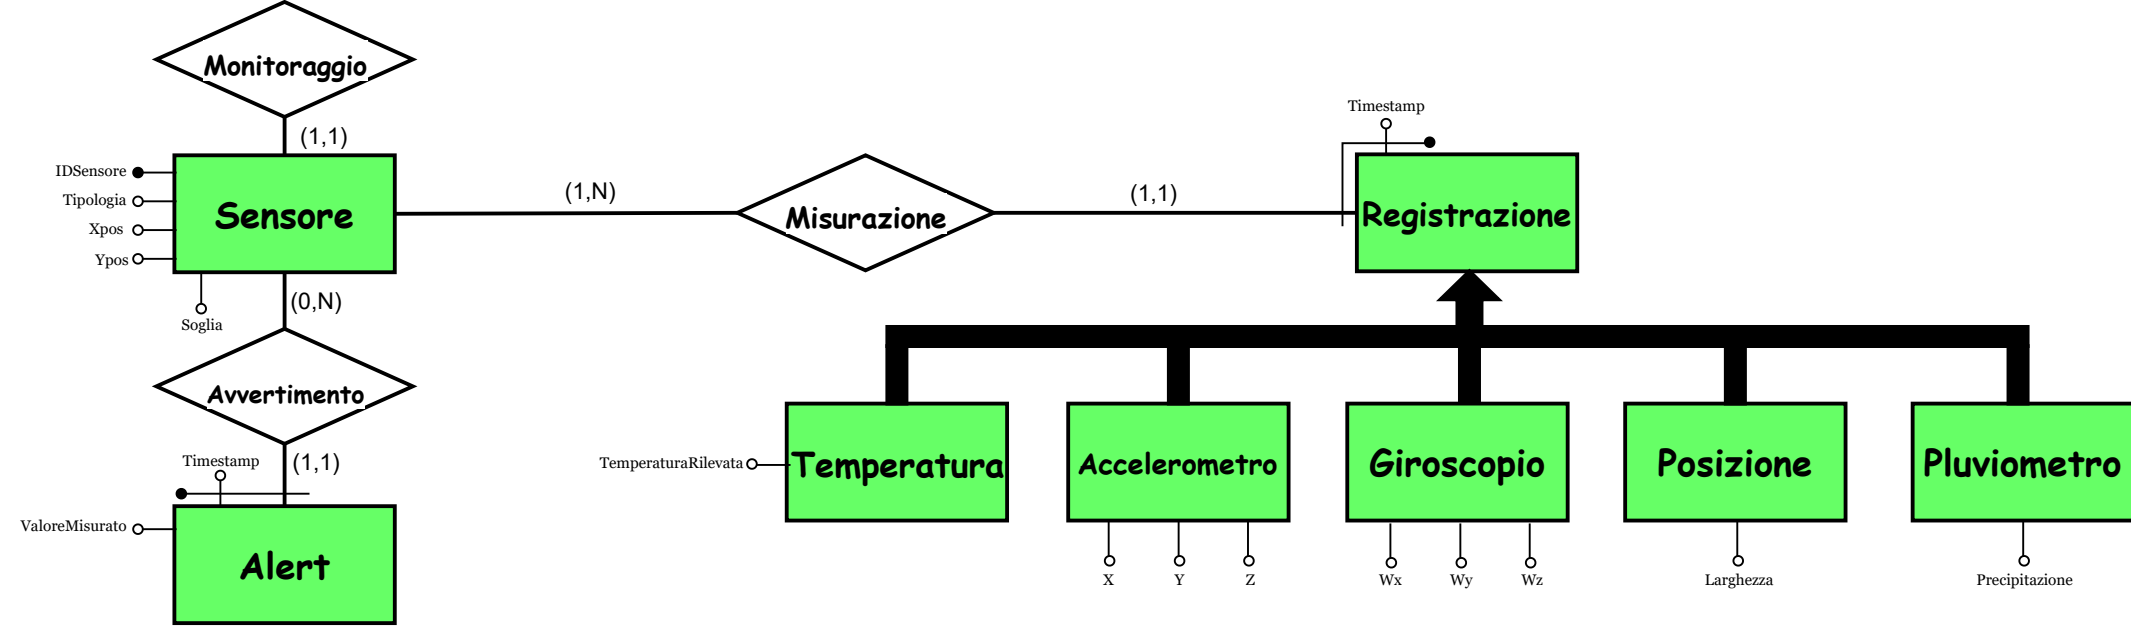 Monitoraggio
(1,1)
IDSensore
Tipologia
Xpos
Ypos
Sensore
Soglia
(1,N)
Misurazione
(1,1)
Timestamp
Registrazione
(0,N)
Avvertimento
(1,1)
Timestamp
ValoreMisurato
Alert
TemperaturaRilevata
Temperatura
Accelerometro
X Y Z
Giroscopio
Wx Wy Wz
Posizione
Larghezza
Pluviometro
Precipitazione